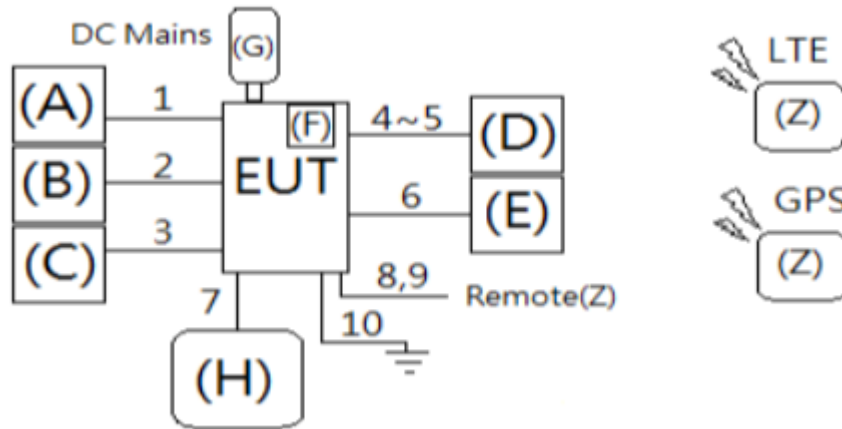 DC Mains
(G)
LTE
(A)
1
(F)
4~5
(D)
(Z)
(B)
2
EUT
6
(E)
GPS
(C)
3
(Z)
7
8,9
Remote(Z)
10
(H)